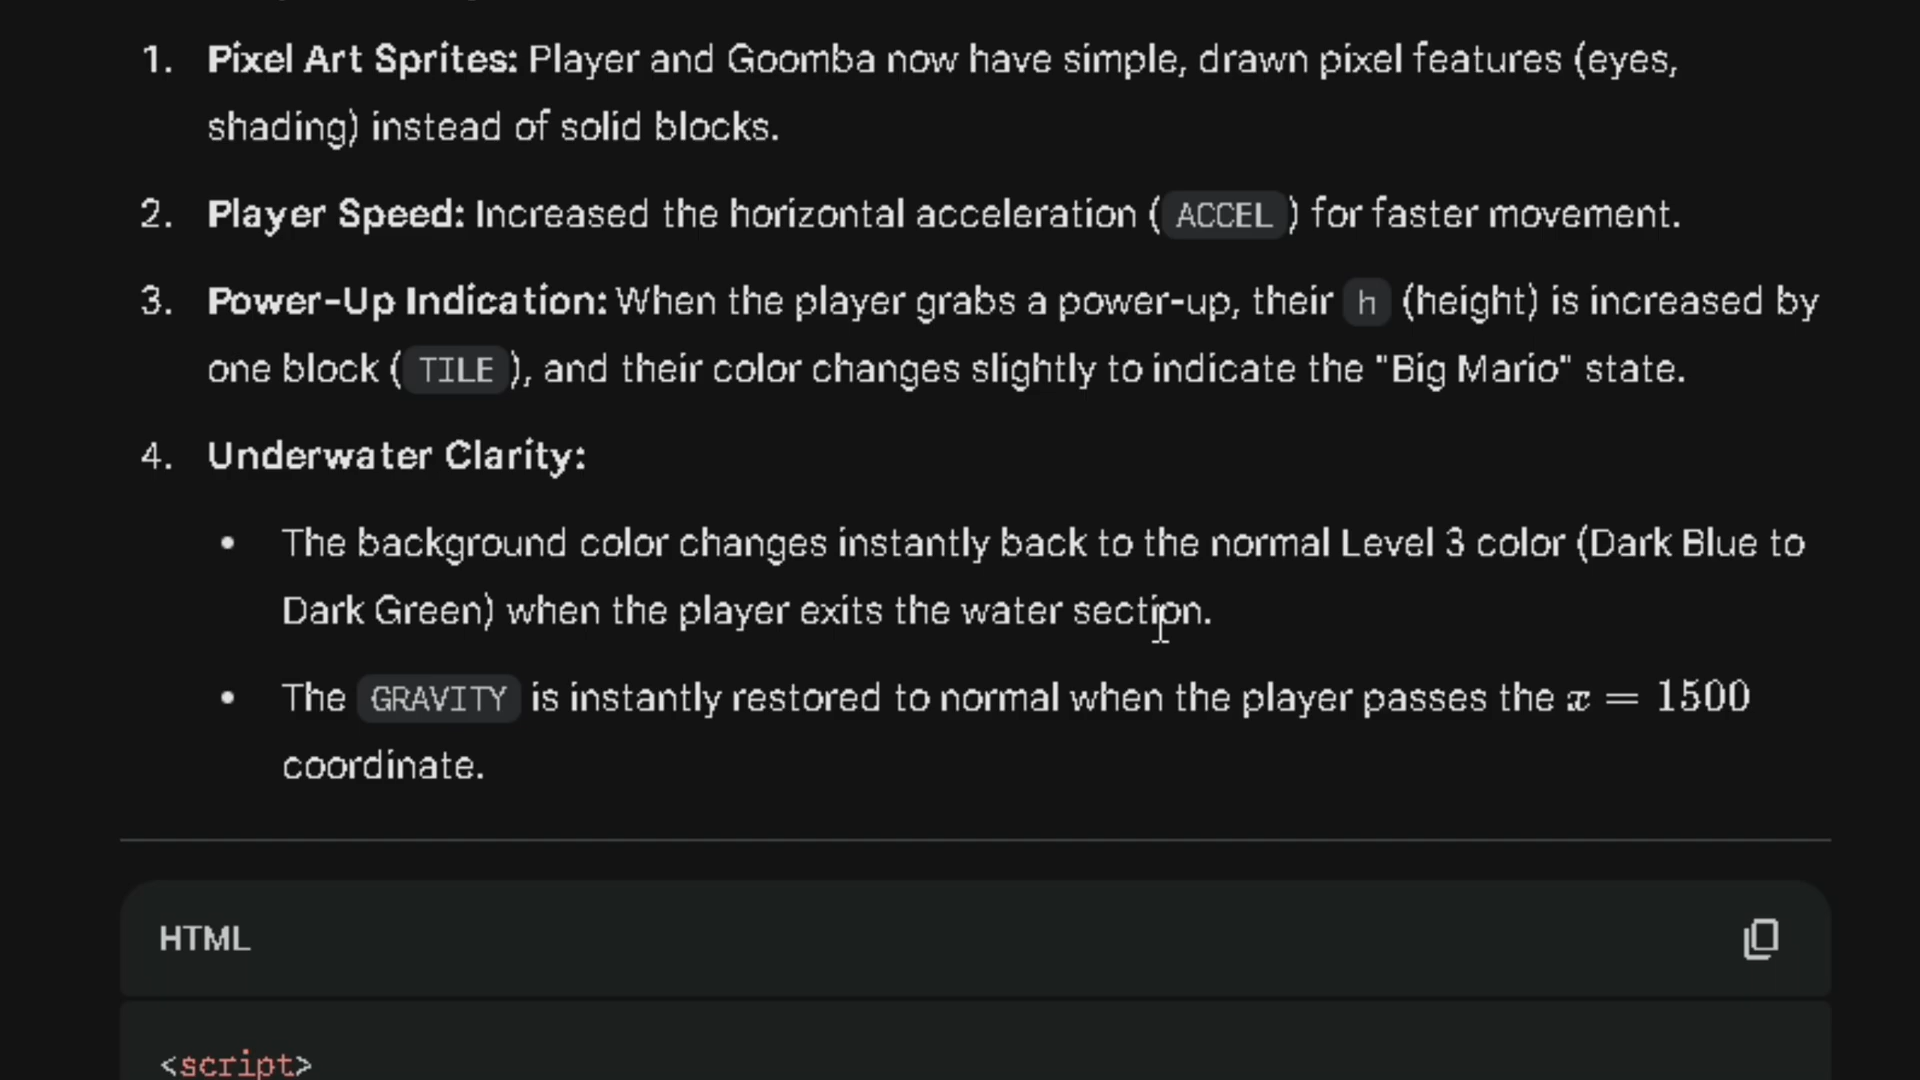 1. Pixel Art Sprites: Player and Goomba now have simple, drawn pixel features (eyes,
shading) instead of solid blocks.
2. Player Speed: Increased the horizontal acceleration ( ACCEL ) for faster movement.
3. Power-Up Indication: When the player grabs a power-up, their h (height) is increased by
one block ( TILE ), and their color changes slightly to indicate the "Big Mario" state.
4. Underwater Clarity:
• The background color changes instantly back to the normal Level 3 color (Dark Blue to
Dark Green) when the player exits the water section.
• The GRAVITY is instantly restored to normal when the player passes the x = 1500
coordinate.
HTML
<script>